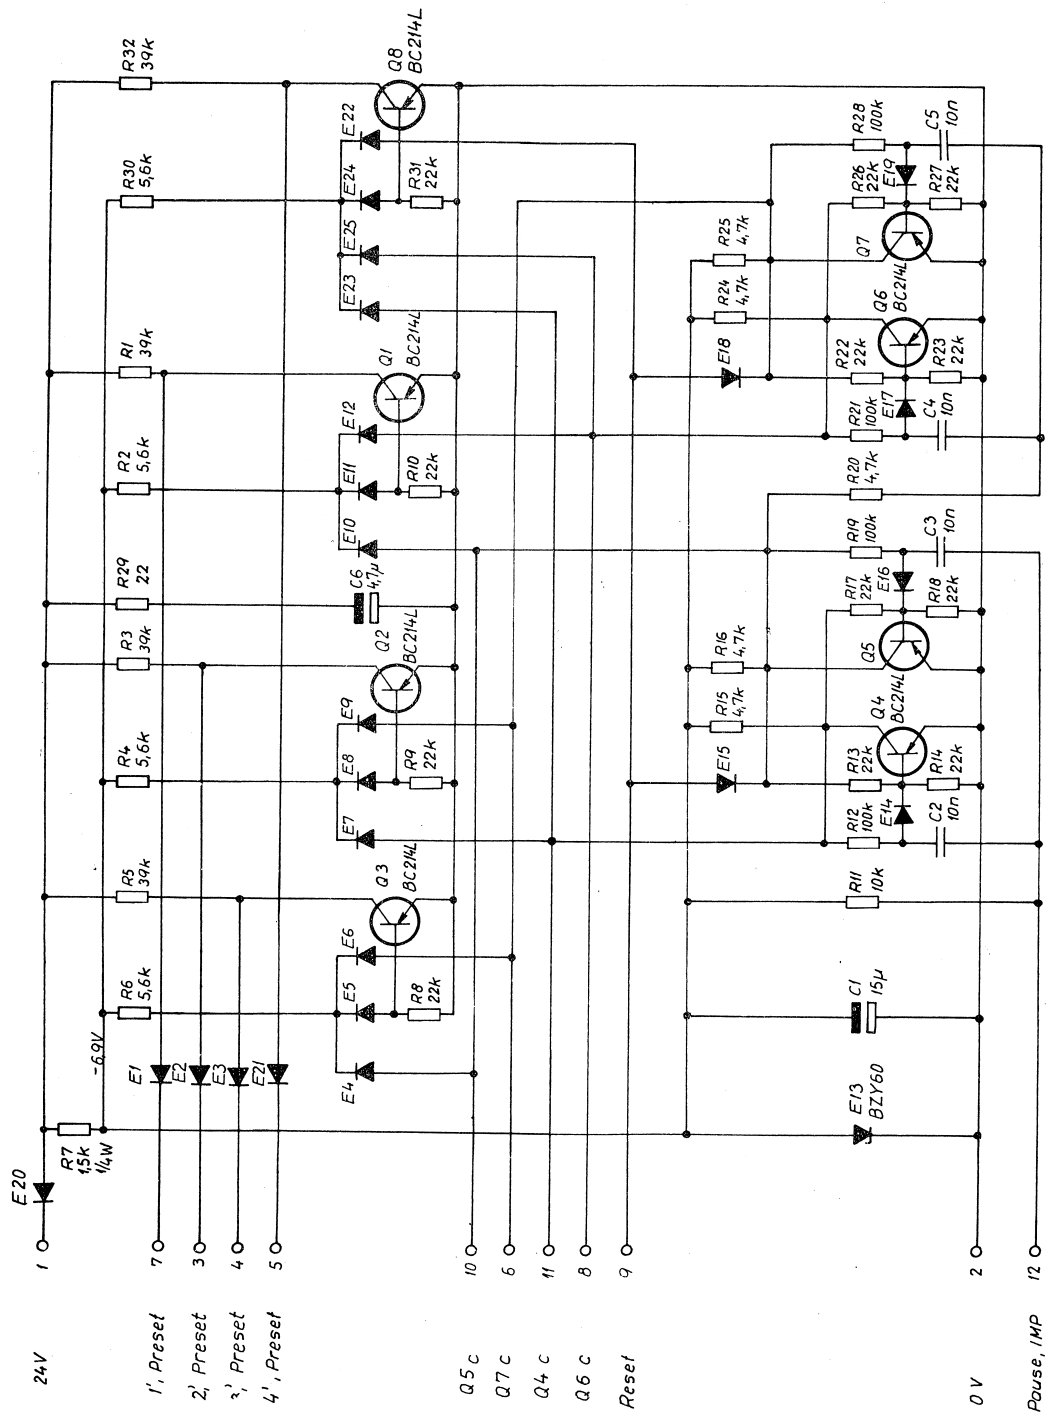 R32
39k
Q8
BC214L
R30
5,6k
E22
E24
R31
22k
E25
E23
R1
39k
Q1
BC214L
R2
5,6k
E12
E11
R10
22k
E10
R29
22
C6
4,7µ
R3
39k
Q2
BC214L
R4
5,6k
E9
E8
R9
22k
E7
R5
39k
Q3
BC214L
R6
5,6k
E6
E5
R8
22k
E4
-6,9V
E1
E2
E3
E21
R7
1,5k
1/4W
E20
R28
100k
C5
10n
R26
22k
E19
R27
22k
R25
4,7k
Q7
BC214L
R24
4,7k
Q6
E18
R22
22k
R23
22k
E17
R21
100k
C4
10n
R20
4,7k
R19
100k
C3
10n
R17
22k
E16
R18
22k
R16
4,7k
Q5
BC214L
R15
4,7k
Q4
E15
R13
22k
R14
22k
E14
R12
100k
C2
10n
R11
10k
C1
15µ
E13
BZY60
24V 1
1', Preset 7
2', Preset 3
3', Preset 4
4', Preset 5
Q5 c 10
Q7 c 6
Q4 c 11
Q6 c 8
Reset 9
0V 2
Pause, IMP 12